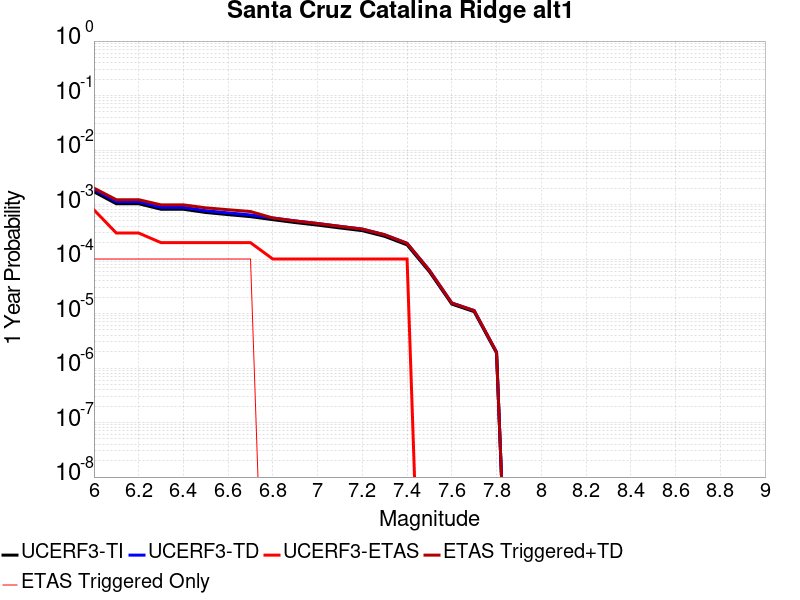 Santa Cruz Catalina Ridge alt1
1 Year Probability
10^0
10^-1
10^-2
10^-3
10^-4
10^-5
10^-6
10^-7
10^-8
6 6.2 6.4 6.6 6.8 7 7.2 7.4 7.6 7.8 8 8.2 8.4 8.6 8.8 9
Magnitude
UCERF3-TI UCERF3-TD UCERF3-ETAS ETAS Triggered+TD
ETAS Triggered Only